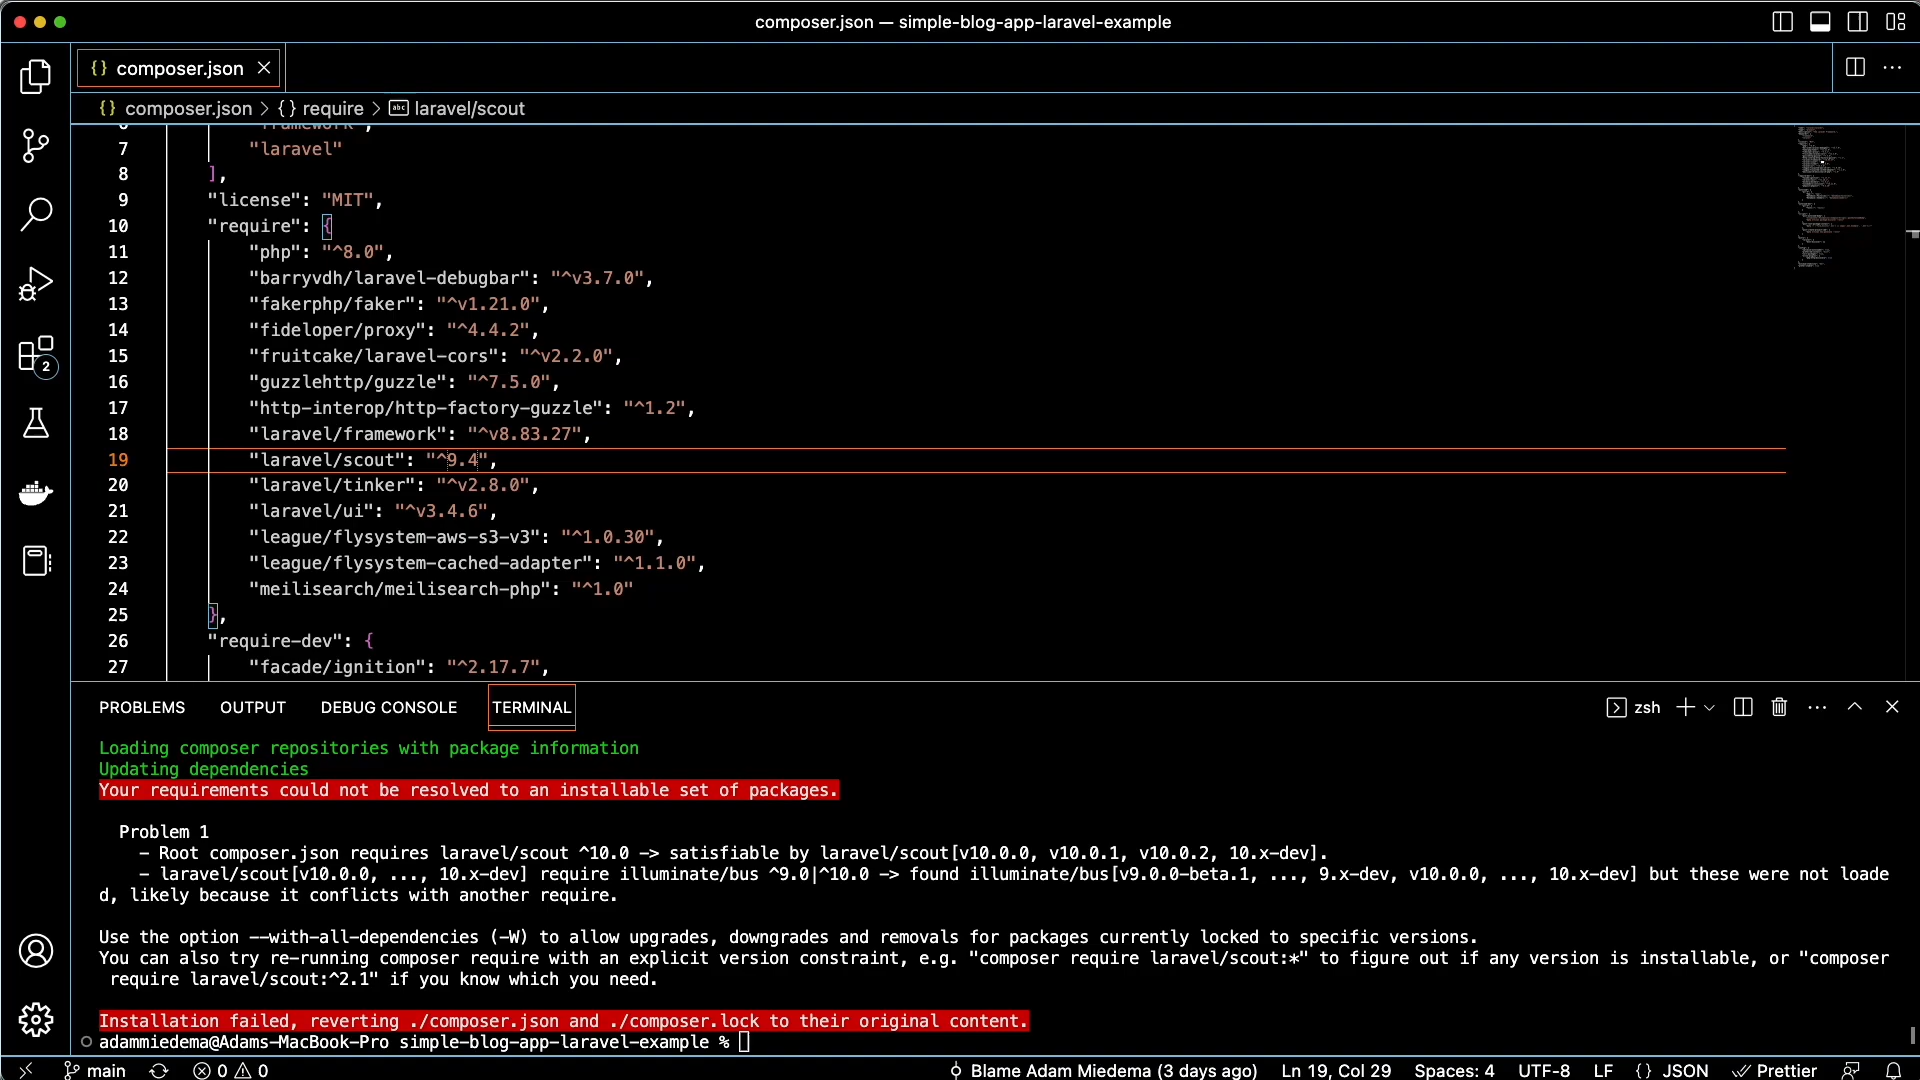 composer.json — simple-blog-app-laravel-example
{} composer.json
{} composer.json > {} require > abc laravel/scout
6 "framework",
7 "laravel"
8 ],
9 "license": "MIT",
10 "require": {
11 "php": "^8.0",
12 "barryvdh/laravel-debugbar": "^v3.7.0",
13 "fakerphp/faker": "^v1.21.0",
14 "fideloper/proxy": "^4.4.2",
15 "fruitcake/laravel-cors": "^v2.2.0",
16 "guzzlehttp/guzzle": "^7.5.0",
17 "http-interop/http-factory-guzzle": "^1.2",
18 "laravel/framework": "^v8.83.27",
19 "laravel/scout": "^9.4",
20 "laravel/tinker": "^v2.8.0",
21 "laravel/ui": "^v3.4.6",
22 "league/flysystem-aws-s3-v3": "^1.0.30",
23 "league/flysystem-cached-adapter": "^1.1.0",
24 "meilisearch/meilisearch-php": "^1.0"
25 },
26 "require-dev": {
27 "facade/ignition": "^2.17.7",
2
PROBLEMS OUTPUT DEBUG CONSOLE TERMINAL zsh
Loading composer repositories with package information
Updating dependencies
Your requirements could not be resolved to an installable set of packages.
Problem 1
- Root composer.json requires laravel/scout ^10.0 -> satisfiable by laravel/scout[v10.0.0, v10.0.1, v10.0.2, 10.x-dev].
- laravel/scout[v10.0.0, ..., 10.x-dev] require illuminate/bus ^9.0|^10.0 -> found illuminate/bus[v9.0.0-beta.1, ..., 9.x-dev, v10.0.0, ..., 10.x-dev] but these were not loade
d, likely because it conflicts with another require.
Use the option --with-all-dependencies (-W) to allow upgrades, downgrades and removals for packages currently locked to specific versions.
You can also try re-running composer require with an explicit version constraint, e.g. "composer require laravel/scout:*" to figure out if any version is installable, or "composer
require laravel/scout:^2.1" if you know which you need.
Installation failed, reverting ./composer.json and ./composer.lock to their original content.
adammiedema@Adams-MacBook-Pro simple-blog-app-laravel-example %
main 0 0 Blame Adam Miedema (3 days ago) Ln 19, Col 29 Spaces: 4 UTF-8 LF {} JSON Prettier